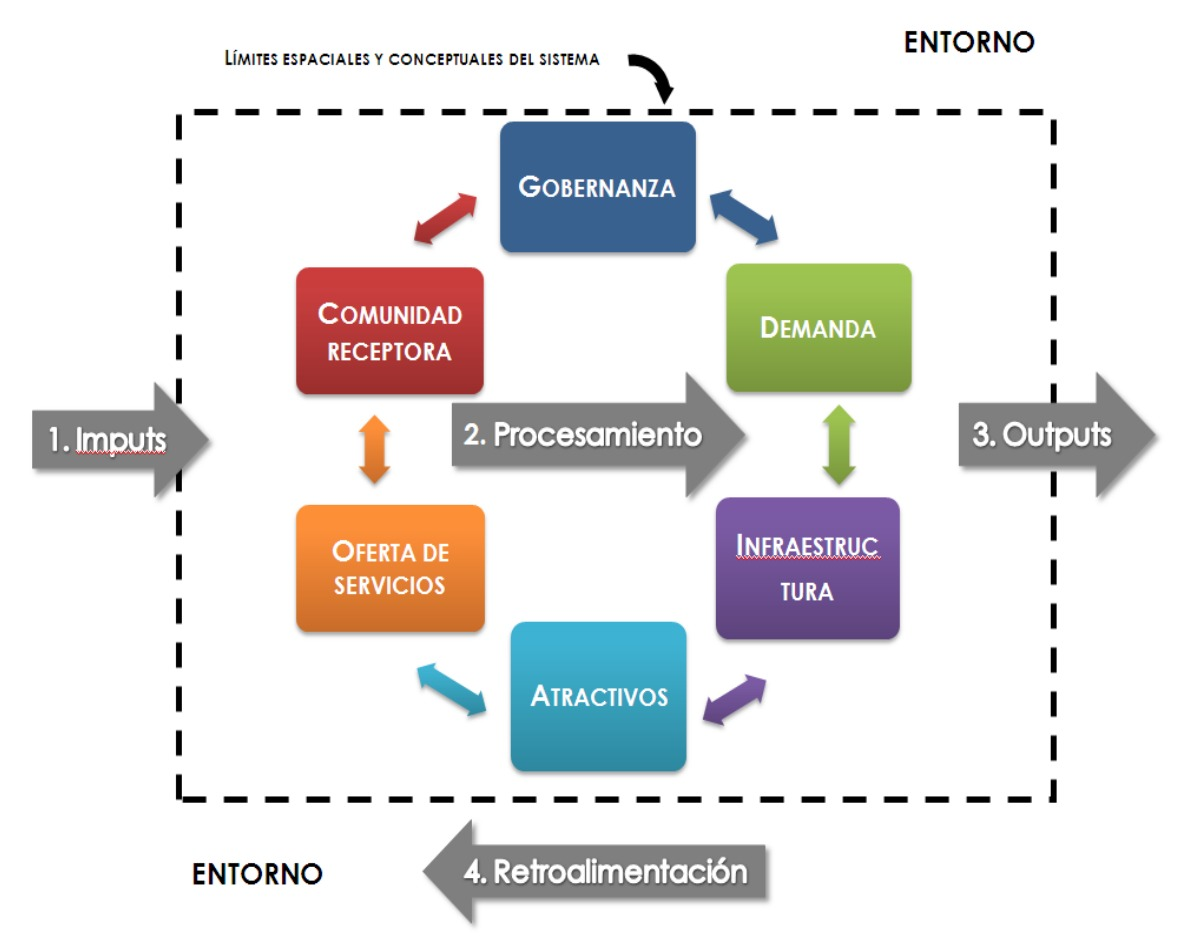 ENTORNO
LÍMITES ESPACIALES Y CONCEPTUALES DEL SISTEMA
GOBERNANZA
COMUNIDAD
RECEPTORA
DEMANDA
1. Imputs
2. Procesamiento
3. Outputs
OFERTA DE
SERVICIOS
INFRAESTRUC
TURA
ATRACTIVOS
ENTORNO
4. Retroalimentación